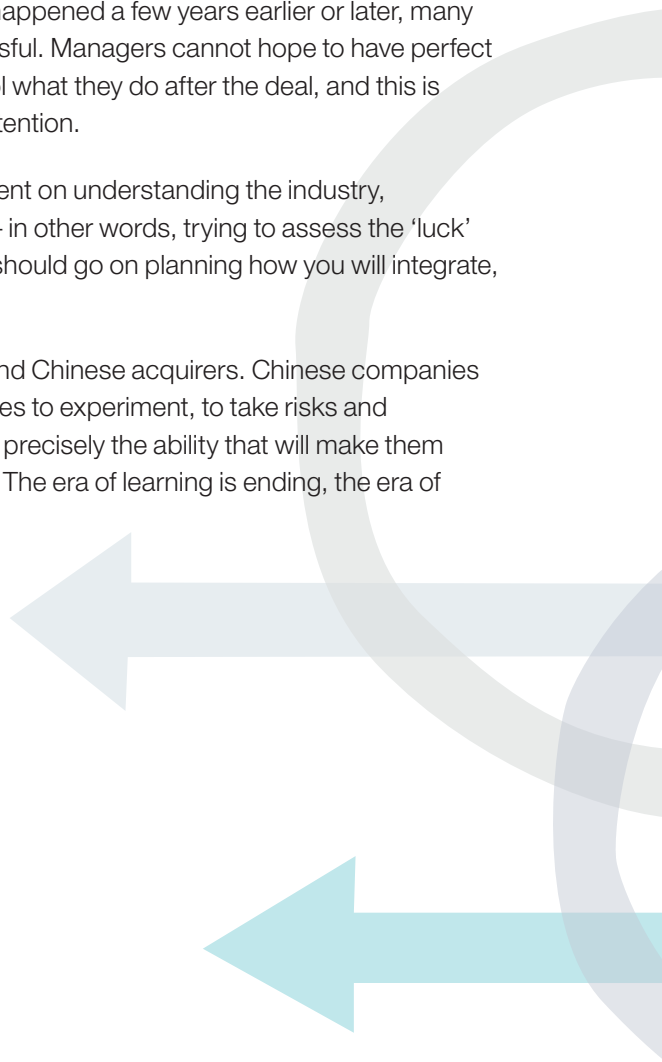 happened a few years earlier or later, many
sful. Managers cannot hope to have perfect
l what they do after the deal, and this is
tention.
ent on understanding the industry,
- in other words, trying to assess the ‘luck’
should go on planning how you will integrate,
nd Chinese acquirers. Chinese companies
es to experiment, to take risks and
precisely the ability that will make them
The era of learning is ending, the era of